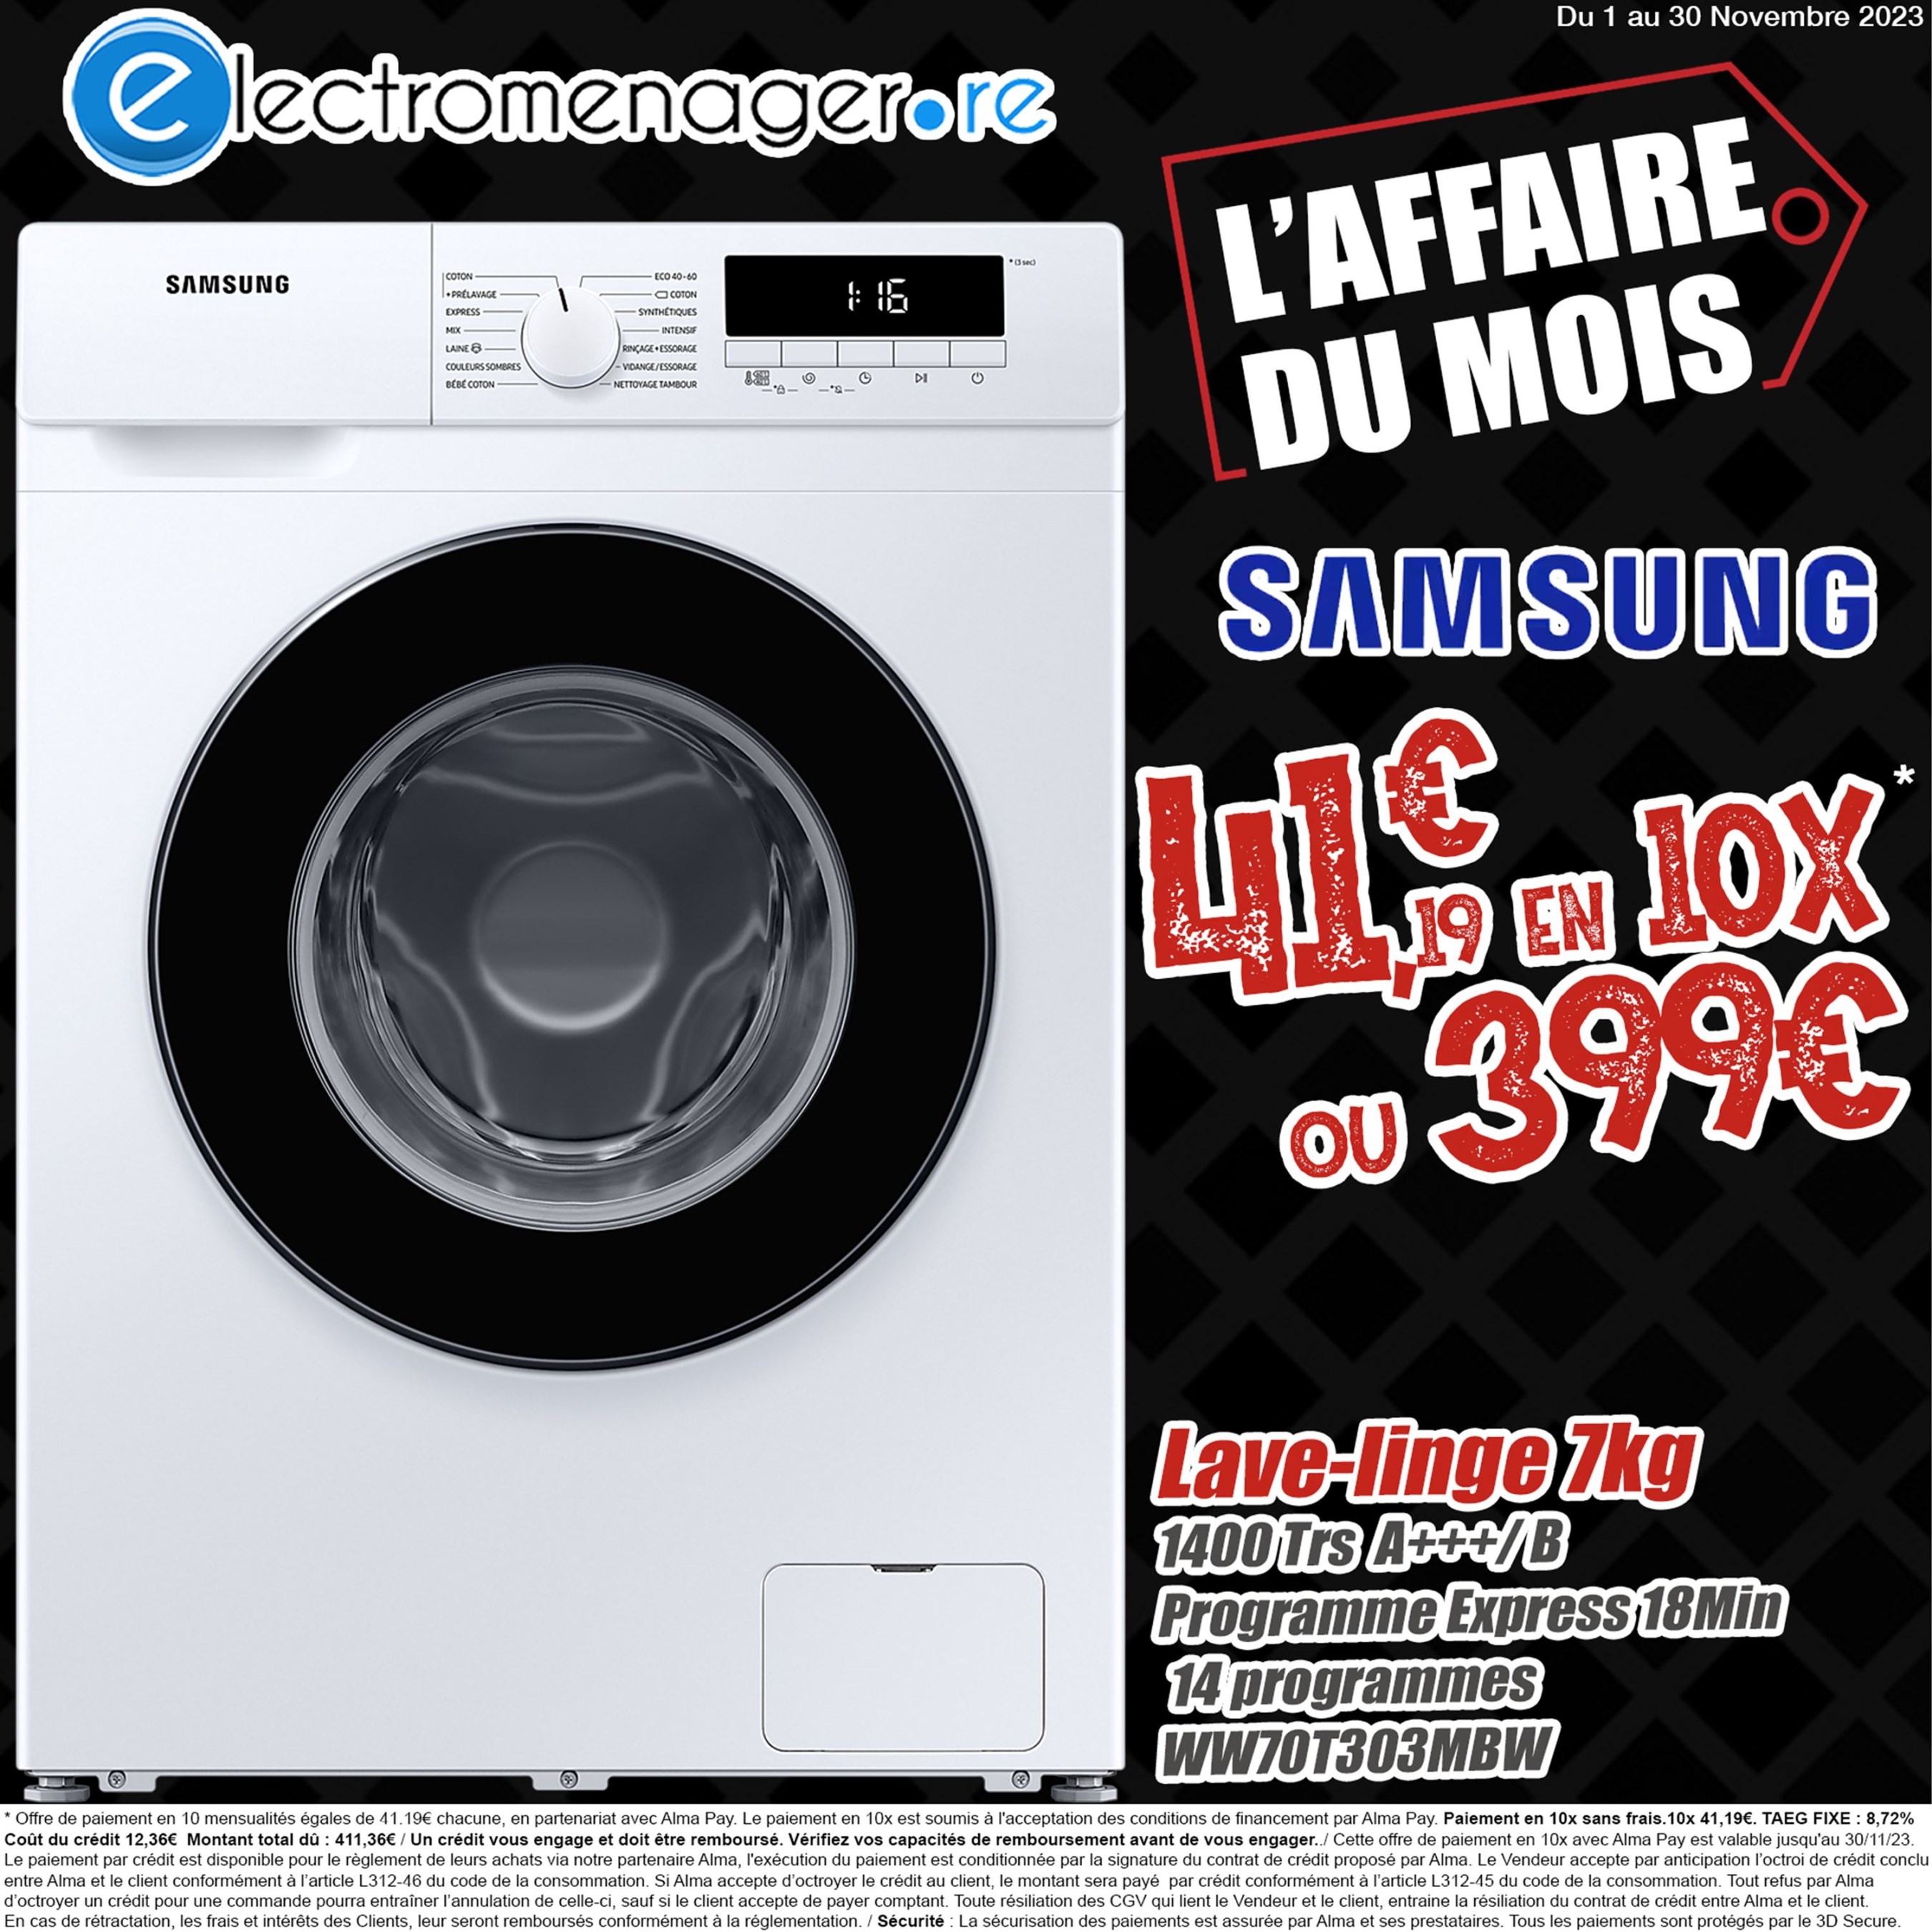 Du 1 au 30 Novembre 2023
electromenager.re
L'AFFAIRE
DU MOIS
SAMSUNG
COTON
*PRÉLAVAGE
EXPRESS
MIX
LAINE
COULEURS SOMBRES
BÉBÉ COTON
ECO 40-60
COTON
SYNTHÉTIQUES
INTENSIF
RINÇAGE+ESSORAGE
VIDANGE/ESSORAGE
NETTOYAGE TAMBOUR
1:16
*(3 sec)
SAMSUNG
41€,19 EN 10X*
OU 399€
Lave-linge 7kg
1400 Trs A+++/B
Programme Express 18Min
14 programmes
WW70T303MBW
* Offre de paiement en 10 mensualités égales de 41.19€ chacune, en partenariat avec Alma Pay. Le paiement en 10x est soumis à l'acceptation des conditions de financement par Alma Pay. Paiement en 10x sans frais.10x 41,19€. TAEG FIXE : 8,72%
Coût du crédit 12,36€ Montant total dû : 411,36€ / Un crédit vous engage et doit être remboursé. Vérifiez vos capacités de remboursement avant de vous engager../ Cette offre de paiement en 10x avec Alma Pay est valable jusqu'au 30/11/23.
Le paiement par crédit est disponible pour le règlement de leurs achats via notre partenaire Alma, l'exécution du paiement est conditionnée par la signature du contrat de crédit proposé par Alma. Le Vendeur accepte par anticipation l'octroi de crédit conclu
entre Alma et le client conformément à l'article L312-46 du code de la consommation. Si Alma accepte d'octroyer le crédit au client, le montant sera payé par crédit conformément à l'article L312-45 du code de la consommation. Tout refus par Alma
d'octroyer un crédit pour une commande pourra entraîner l'annulation de celle-ci, sauf si le client accepte de payer comptant. Toute résiliation des CGV qui lient le Vendeur et le client, entraine la résiliation du contrat de crédit entre Alma et le client.
En cas de rétractation, les frais et intérêts des Clients, leur seront remboursés conformément à la réglementation. / Sécurité : La sécurisation des paiements est assurée par Alma et ses prestataires. Tous les paiements sont protégés par le 3D Secure.